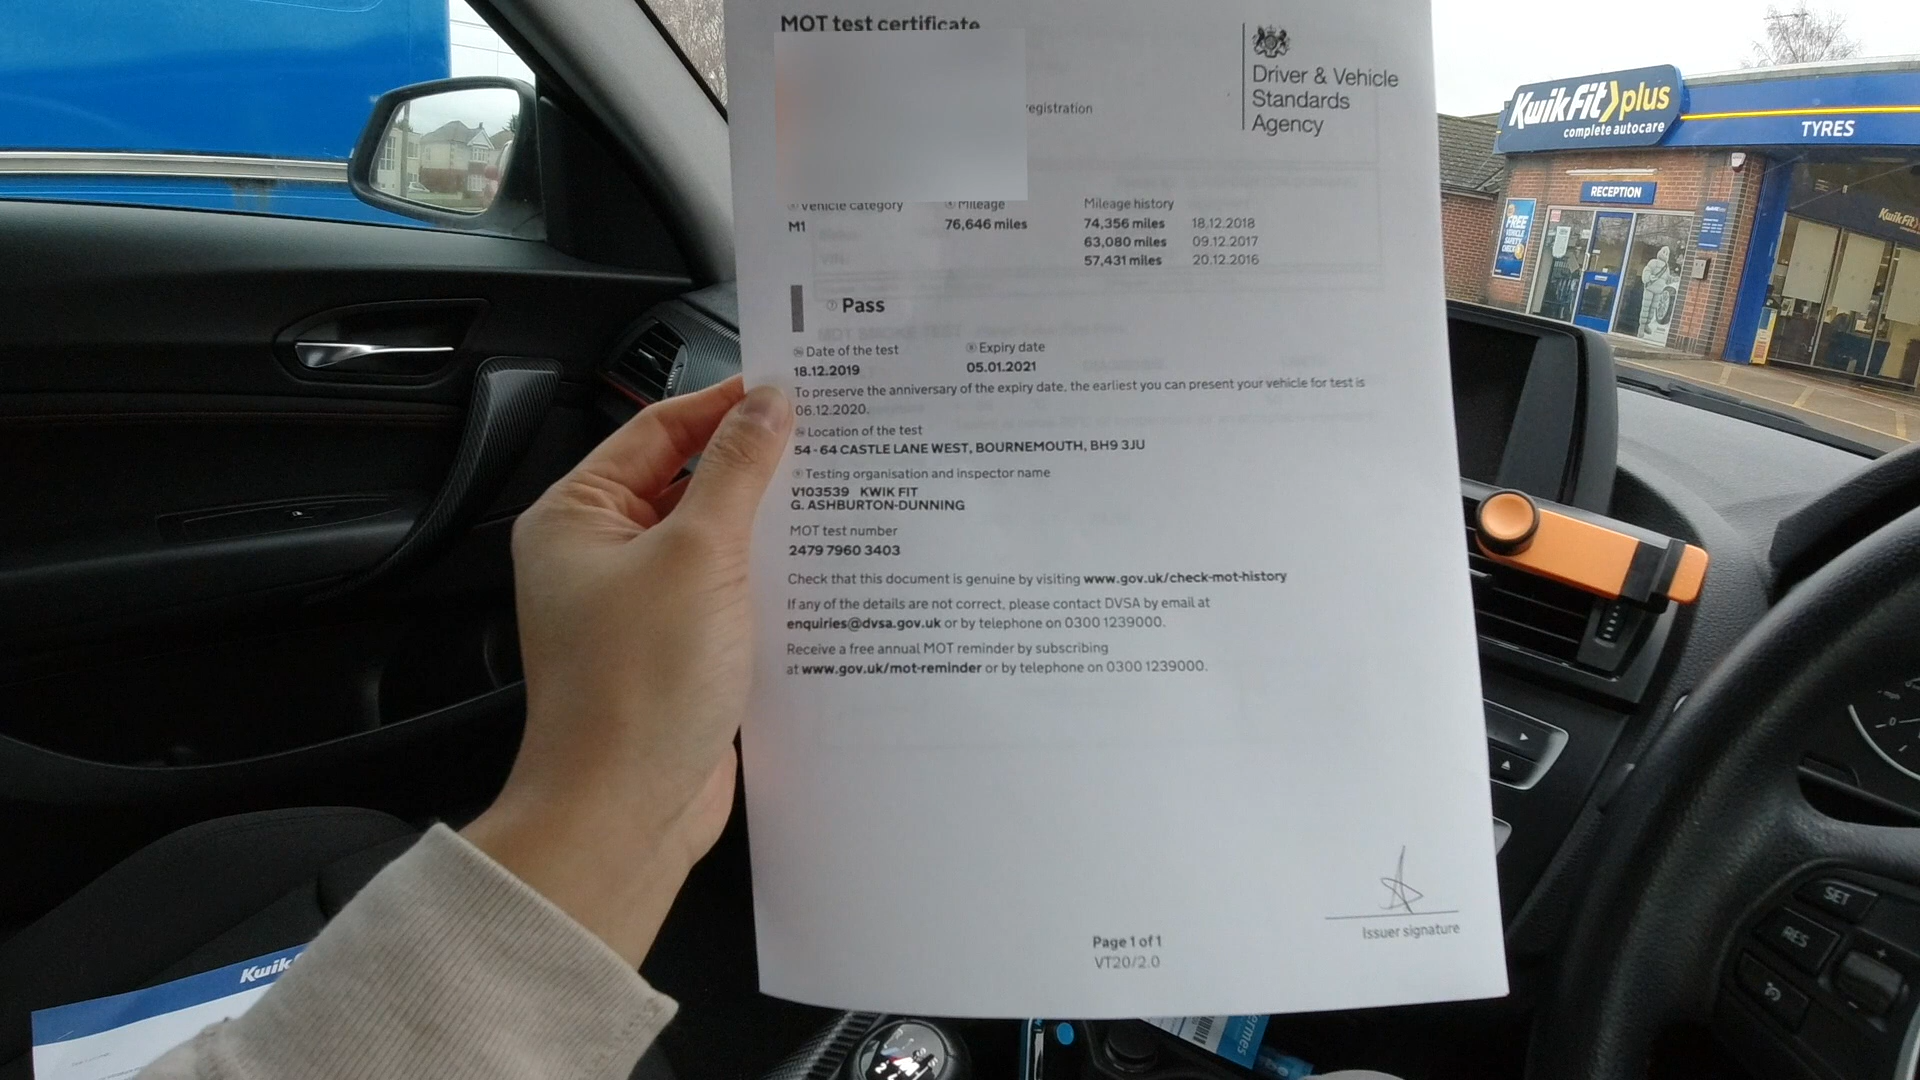 MOT test certificate
Driver & Vehicle
Standards
Agency
registration
Vehicle category Mileage Mileage history
M1 76,646 miles 74,356 miles 18.12.2018
63,080 miles 09.12.2017
57,431 miles 20.12.2016
Pass
Date of the test Expiry date
18.12.2019 05.01.2021
To preserve the anniversary of the expiry date, the earliest you can present your vehicle for test is
06.12.2020.
Location of the test
54-64 CASTLE LANE WEST, BOURNEMOUTH, BH9 3JU
Testing organisation and inspector name
V103539 KWIK FIT
G. ASHBURTON-DUNNING
MOT test number
2479 7960 3403
Check that this document is genuine by visiting www.gov.uk/check-mot-history
If any of the details are not correct, please contact DVSA by email at
enquiries@dvsa.gov.uk or by telephone on 0300 1239000.
Receive a free annual MOT reminder by subscribing
at www.gov.uk/mot-reminder or by telephone on 0300 1239000.
Issuer signature
Page 1 of 1
VT20/2.0
KwikFit plus
complete autocare
TYRES
RECEPTION
FREE
VEHICLE
SAFETY
CHECK
KwikFit
Kwik
SET
RES
ermes